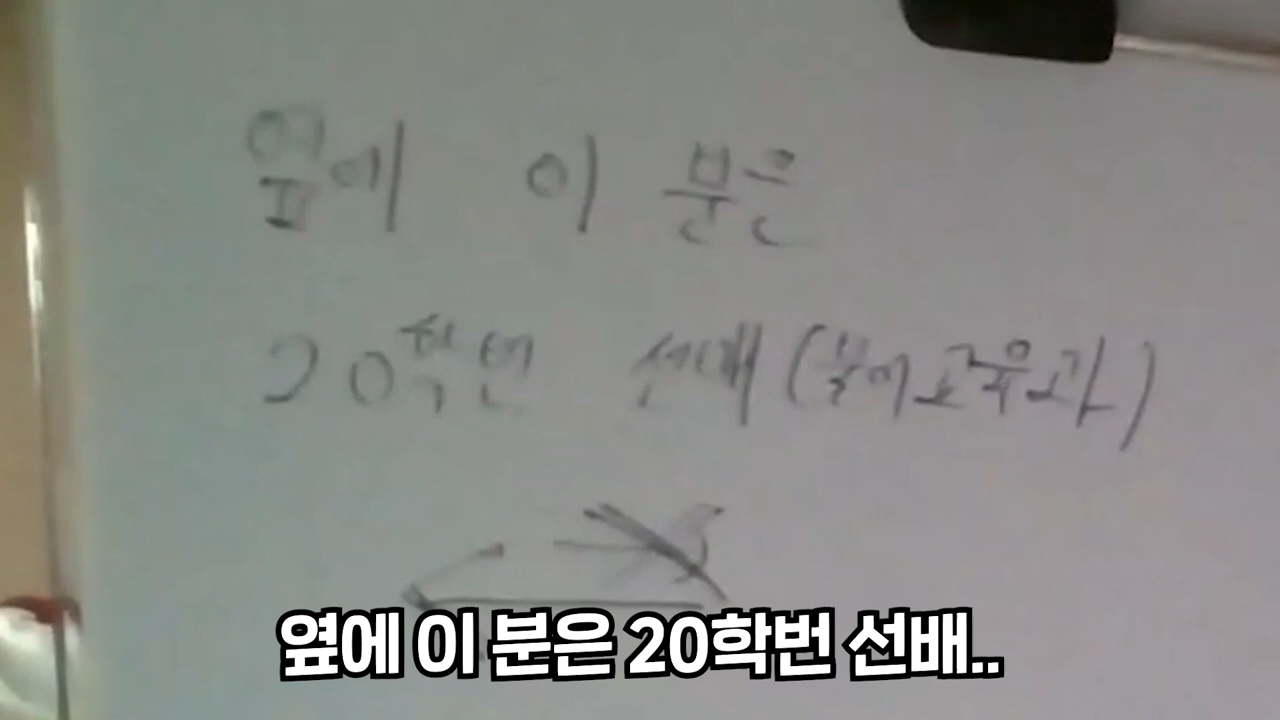 옆에 이 분은
20학번 선배 (불어교육과)
옆에 이 분은 20학번 선배..